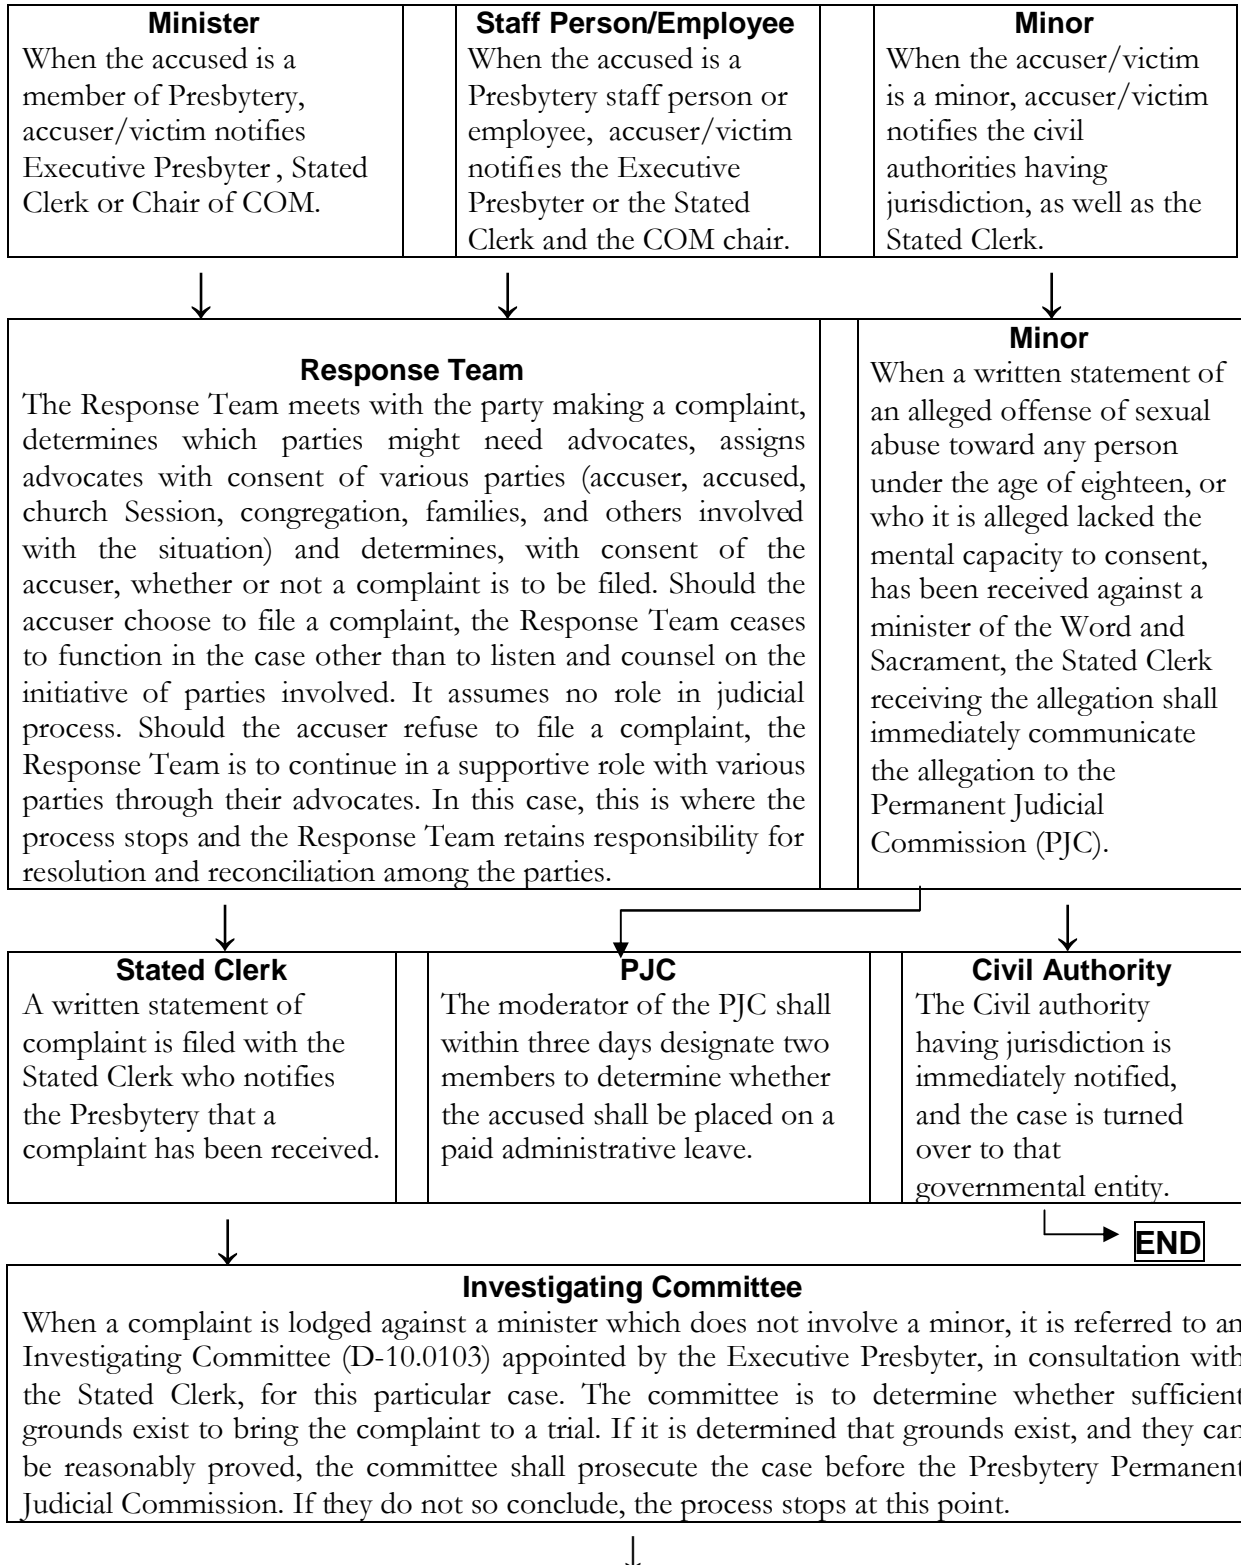 Minister
When the accused is a
member of Presbytery,
accuser/victim notifies
Executive Presbyter , Stated
Clerk or Chair of COM.
Staff Person/Employee
When the accused is a
Presbytery staff person or
employee, accuser/victim
notifies the Executive
Presbyter or the Stated
Clerk and the COM chair.
Minor
When the accuser/victim
is a minor, accuser/victim
notifies the civil
authorities having
jurisdiction, as well as the
Stated Clerk.
Response Team
The Response Team meets with the party making a complaint,
determines which parties might need advocates, assigns
advocates with consent of various parties (accuser, accused,
church Session, congregation, families, and others involved
with the situation) and determines, with consent of the
accuser, whether or not a complaint is to be filed. Should the
accuser choose to file a complaint, the Response Team ceases
to function in the case other than to listen and counsel on the
initiative of parties involved. It assumes no role in judicial
process. Should the accuser refuse to file a complaint, the
Response Team is to continue in a supportive role with various
parties through their advocates. In this case, this is where the
process stops and the Response Team retains responsibility for
resolution and reconciliation among the parties.
Minor
When a written statement of
an alleged offense of sexual
abuse toward any person
under the age of eighteen, or
who it is alleged lacked the
mental capacity to consent,
has been received against a
minister of the Word and
Sacrament, the Stated Clerk
receiving the allegation shall
immediately communicate
the allegation to the
Permanent Judicial
Commission (PJC).
Stated Clerk
A written statement of
complaint is filed with the
Stated Clerk who notifies
the Presbytery that a
complaint has been received.
PJC
The moderator of the PJC shall
within three days designate two
members to determine whether
the accused shall be placed on a
paid administrative leave.
Civil Authority
The Civil authority
having jurisdiction is
immediately notified,
and the case is turned
over to that
governmental entity.
END
Investigating Committee
When a complaint is lodged against a minister which does not involve a minor, it is referred to an
Investigating Committee (D-10.0103) appointed by the Executive Presbyter, in consultation with
the Stated Clerk, for this particular case. The committee is to determine whether sufficient
grounds exist to bring the complaint to a trial. If it is determined that grounds exist, and they can
be reasonably proved, the committee shall prosecute the case before the Presbytery Permanent
Judicial Commission. If they do not so conclude, the process stops at this point.